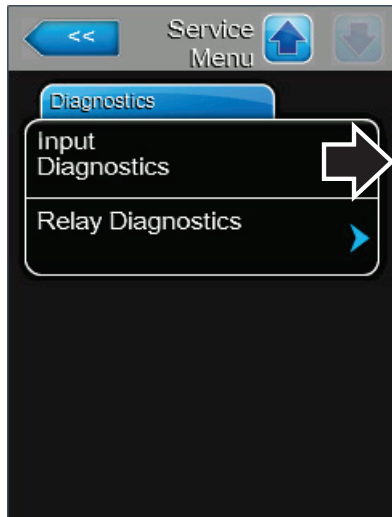 <<
Service
Menu
Diagnostics
Input
Diagnostics
Relay Diagnostics